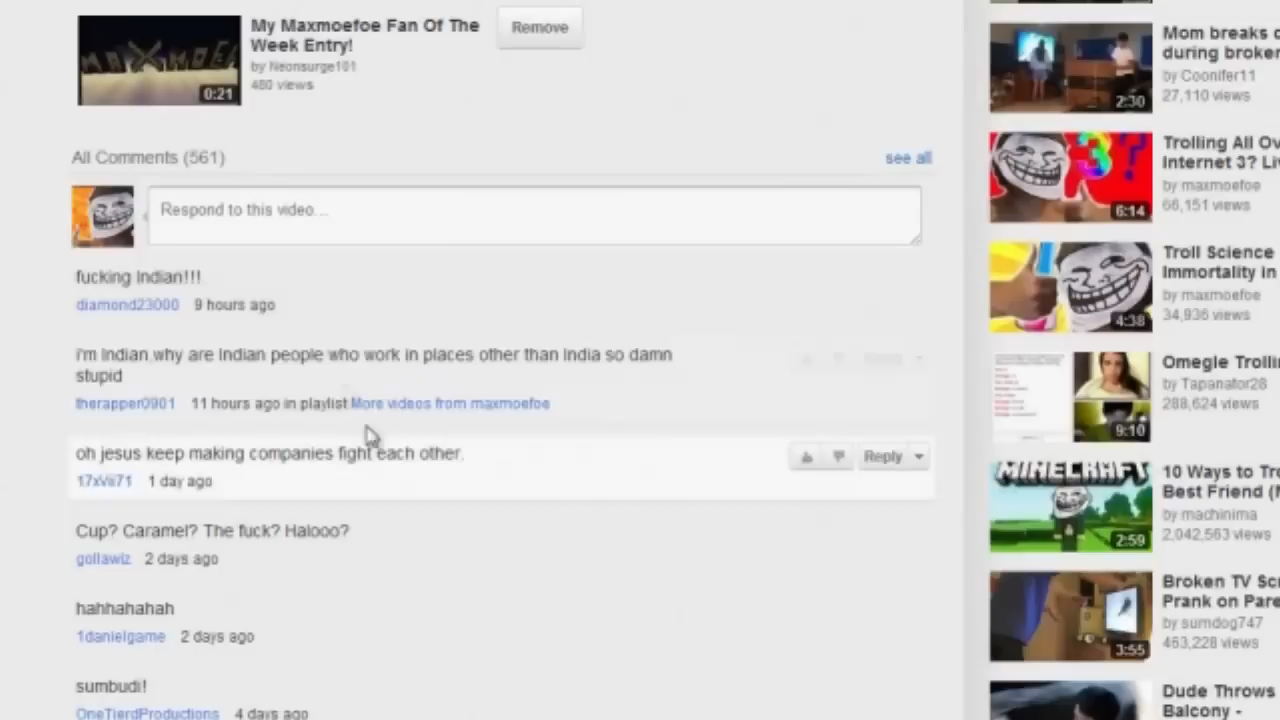 My Maxmoefoe Fan Of The
Week Entry!
by Neonsurge101
480 views
0:21
Remove
All Comments (561)
see all
Respond to this video...
fucking Indian!!!
diamond23000 9 hours ago
I'm Indian why are Indian people who work in places other than India so damn
stupid
therapper0901 11 hours ago in playlist More videos from maxmoefoe
oh jesus keep making companies fight each other.
Reply
17xVii71 1 day ago
Cup? Caramel? The fuck? Halooo?
gollawiz 2 days ago
hahhahahah
1danielgame 2 days ago
sumbudi!
OneTierdProductions 4 days ago
Mom breaks
during broken
by Coonifer11
27,110 views
2:30
Trolling All Ov
Internet 3? Li
by maxmoefoe
66,151 views
6:14
Troll Science
Immortality in
by maxmoefoe
34,936 views
4:38
Omegle Trolli
by Tapanator28
288,624 views
9:10
MINECRAFT
10 Ways to Tr
Best Friend (
by machinima
2,042,563 views
2:59
Broken TV Sc
Prank on Pare
by sumdog747
463,228 views
3:55
Dude Throws
Balcony -